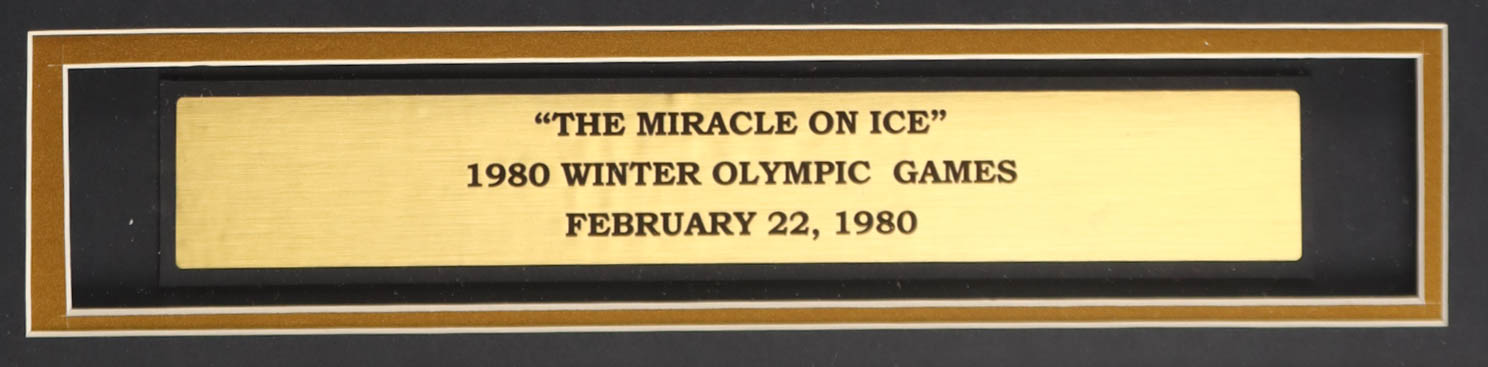 “THE MIRACLE ON ICE”
1980 WINTER OLYMPIC GAMES
FEBRUARY 22, 1980